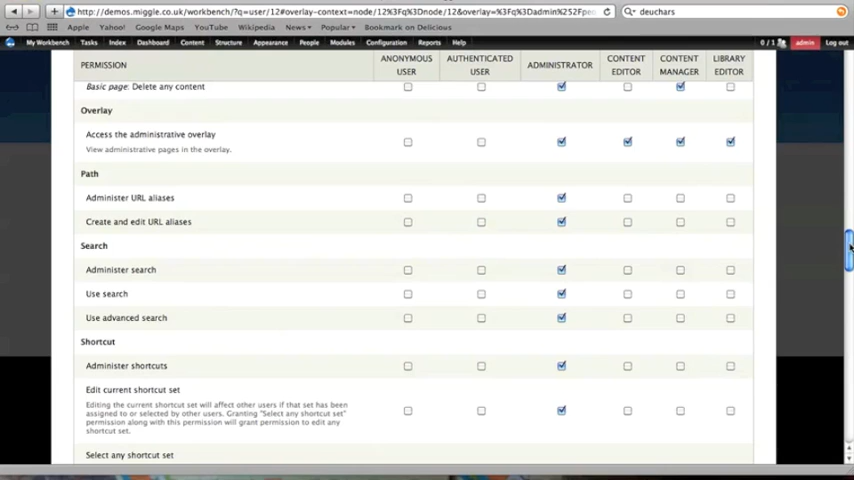 http://demos.miggle.co.uk/workbench/?q=user/12#overlay-context=node/12%3Fq%3Dnode/12&overlay=%3Fq%3Dadmin%252Fpe
deuchars
Apple Yahoo! Google Maps YouTube Wikipedia News Popular Bookmark on Delicious
My Workbench Tasks Index Dashboard Content Structure Appearance People Modules Configuration Reports Help 0 / 1 admin Log out
PERMISSION ANONYMOUS USER AUTHENTICATED USER ADMINISTRATOR CONTENT EDITOR CONTENT MANAGER LIBRARY EDITOR
Basic page: Delete any content
Overlay
Access the administrative overlay
View administrative pages in the overlay.
Path
Administer URL aliases
Create and edit URL aliases
Search
Administer search
Use search
Use advanced search
Shortcut
Administer shortcuts
Edit current shortcut set
Editing the current shortcut set will affect other users if that set has been
assigned to or selected by other users. Granting "Select any shortcut set"
permission along with this permission will grant permission to edit any
shortcut set.
Select any shortcut set